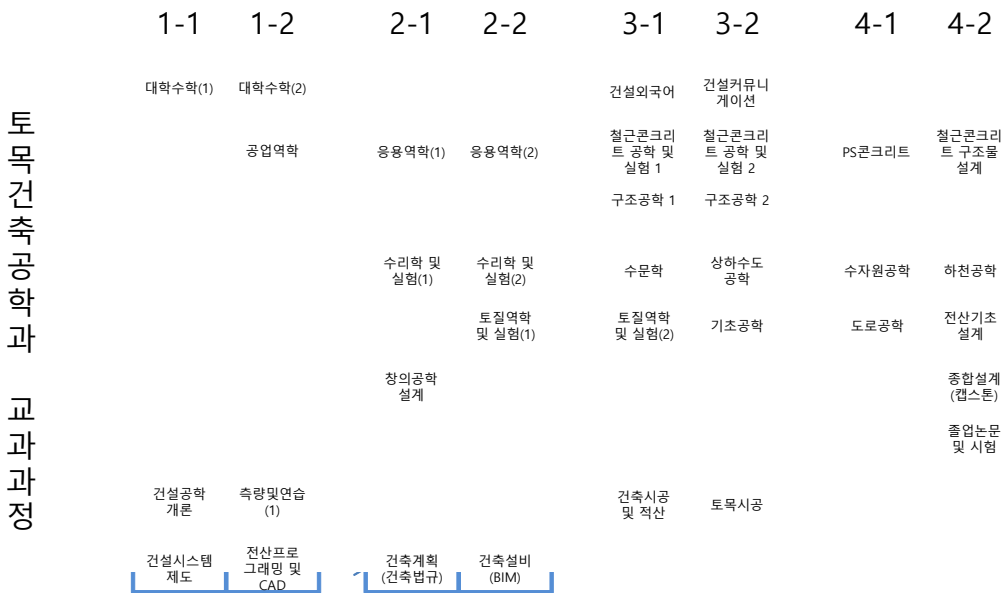 1-1 1-2 2-1 2-2 3-1 3-2 4-1 4-2
토목건축공학과 교과과정
대학수학(1)
대학수학(2)
건설외국어
건설커뮤니
게이션
공업역학
응용역학(1)
응용역학(2)
철근콘크리
트 공학 및
실험 1
철근콘크리
트 공학 및
실험 2
PS콘크리트
철근콘크리
트 구조물
설계
구조공학 1
구조공학 2
수리학 및
실험(1)
수리학 및
실험(2)
수문학
상하수도
공학
수자원공학
하천공학
토질역학
및 실험(1)
토질역학
및 실험(2)
기초공학
도로공학
전산기초
설계
창의공학
설계
종합설계
(캡스톤)
졸업논문
및 시험
건설공학
개론
측량및연습
(1)
건축시공
및 적산
토목시공
건설시스템
제도
전산프로
그래밍 및
CAD
건축계획
(건축법규)
건축설비
(BIM)